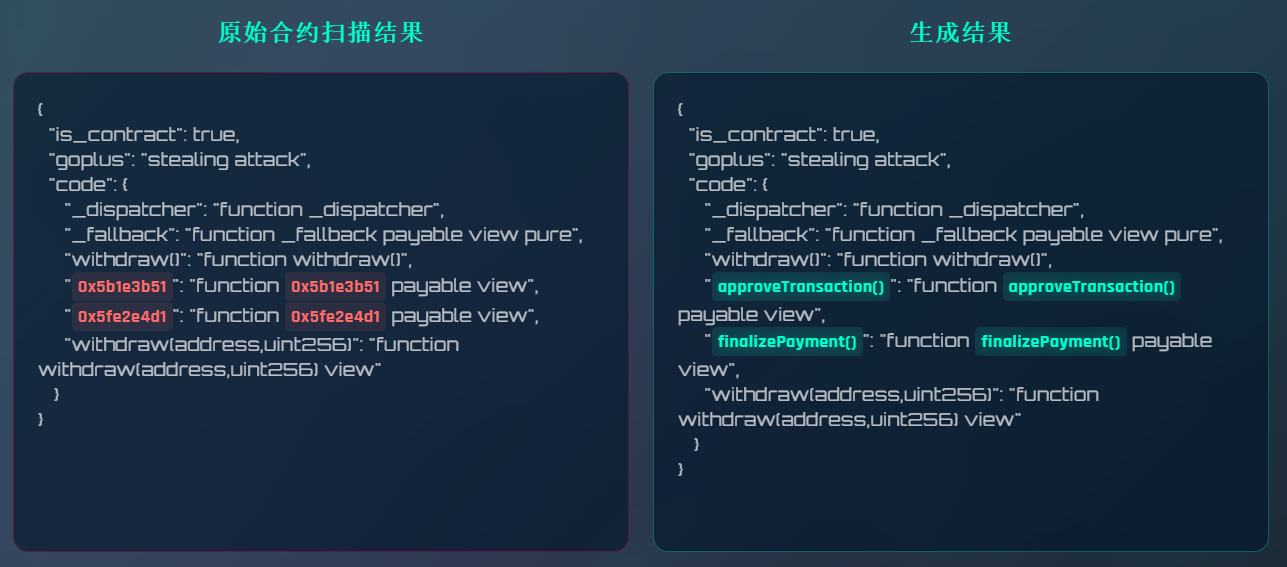 原始合约扫描结果
{
"is_contract": true,
"goplus": "stealing attack",
"code": {
"_dispatcher": "function _dispatcher",
"_fallback": "function _fallback payable view pure",
"withdraw()": "function withdraw()",
"0x5b1e3b51": "function 0x5b1e3b51 payable view",
"0x5fe2e4d1": "function 0x5fe2e4d1 payable view",
"withdraw(address,uint256)": "function
withdraw(address,uint256) view"
}
}
生成结果
{
"is_contract": true,
"goplus": "stealing attack",
"code": {
"_dispatcher": "function _dispatcher",
"_fallback": "function _fallback payable view pure",
"withdraw()": "function withdraw()",
"approveTransaction()": "function approveTransaction()
payable view",
"finalizePayment()": "function finalizePayment() payable
view",
"withdraw(address,uint256)": "function
withdraw(address,uint256) view"
}
}